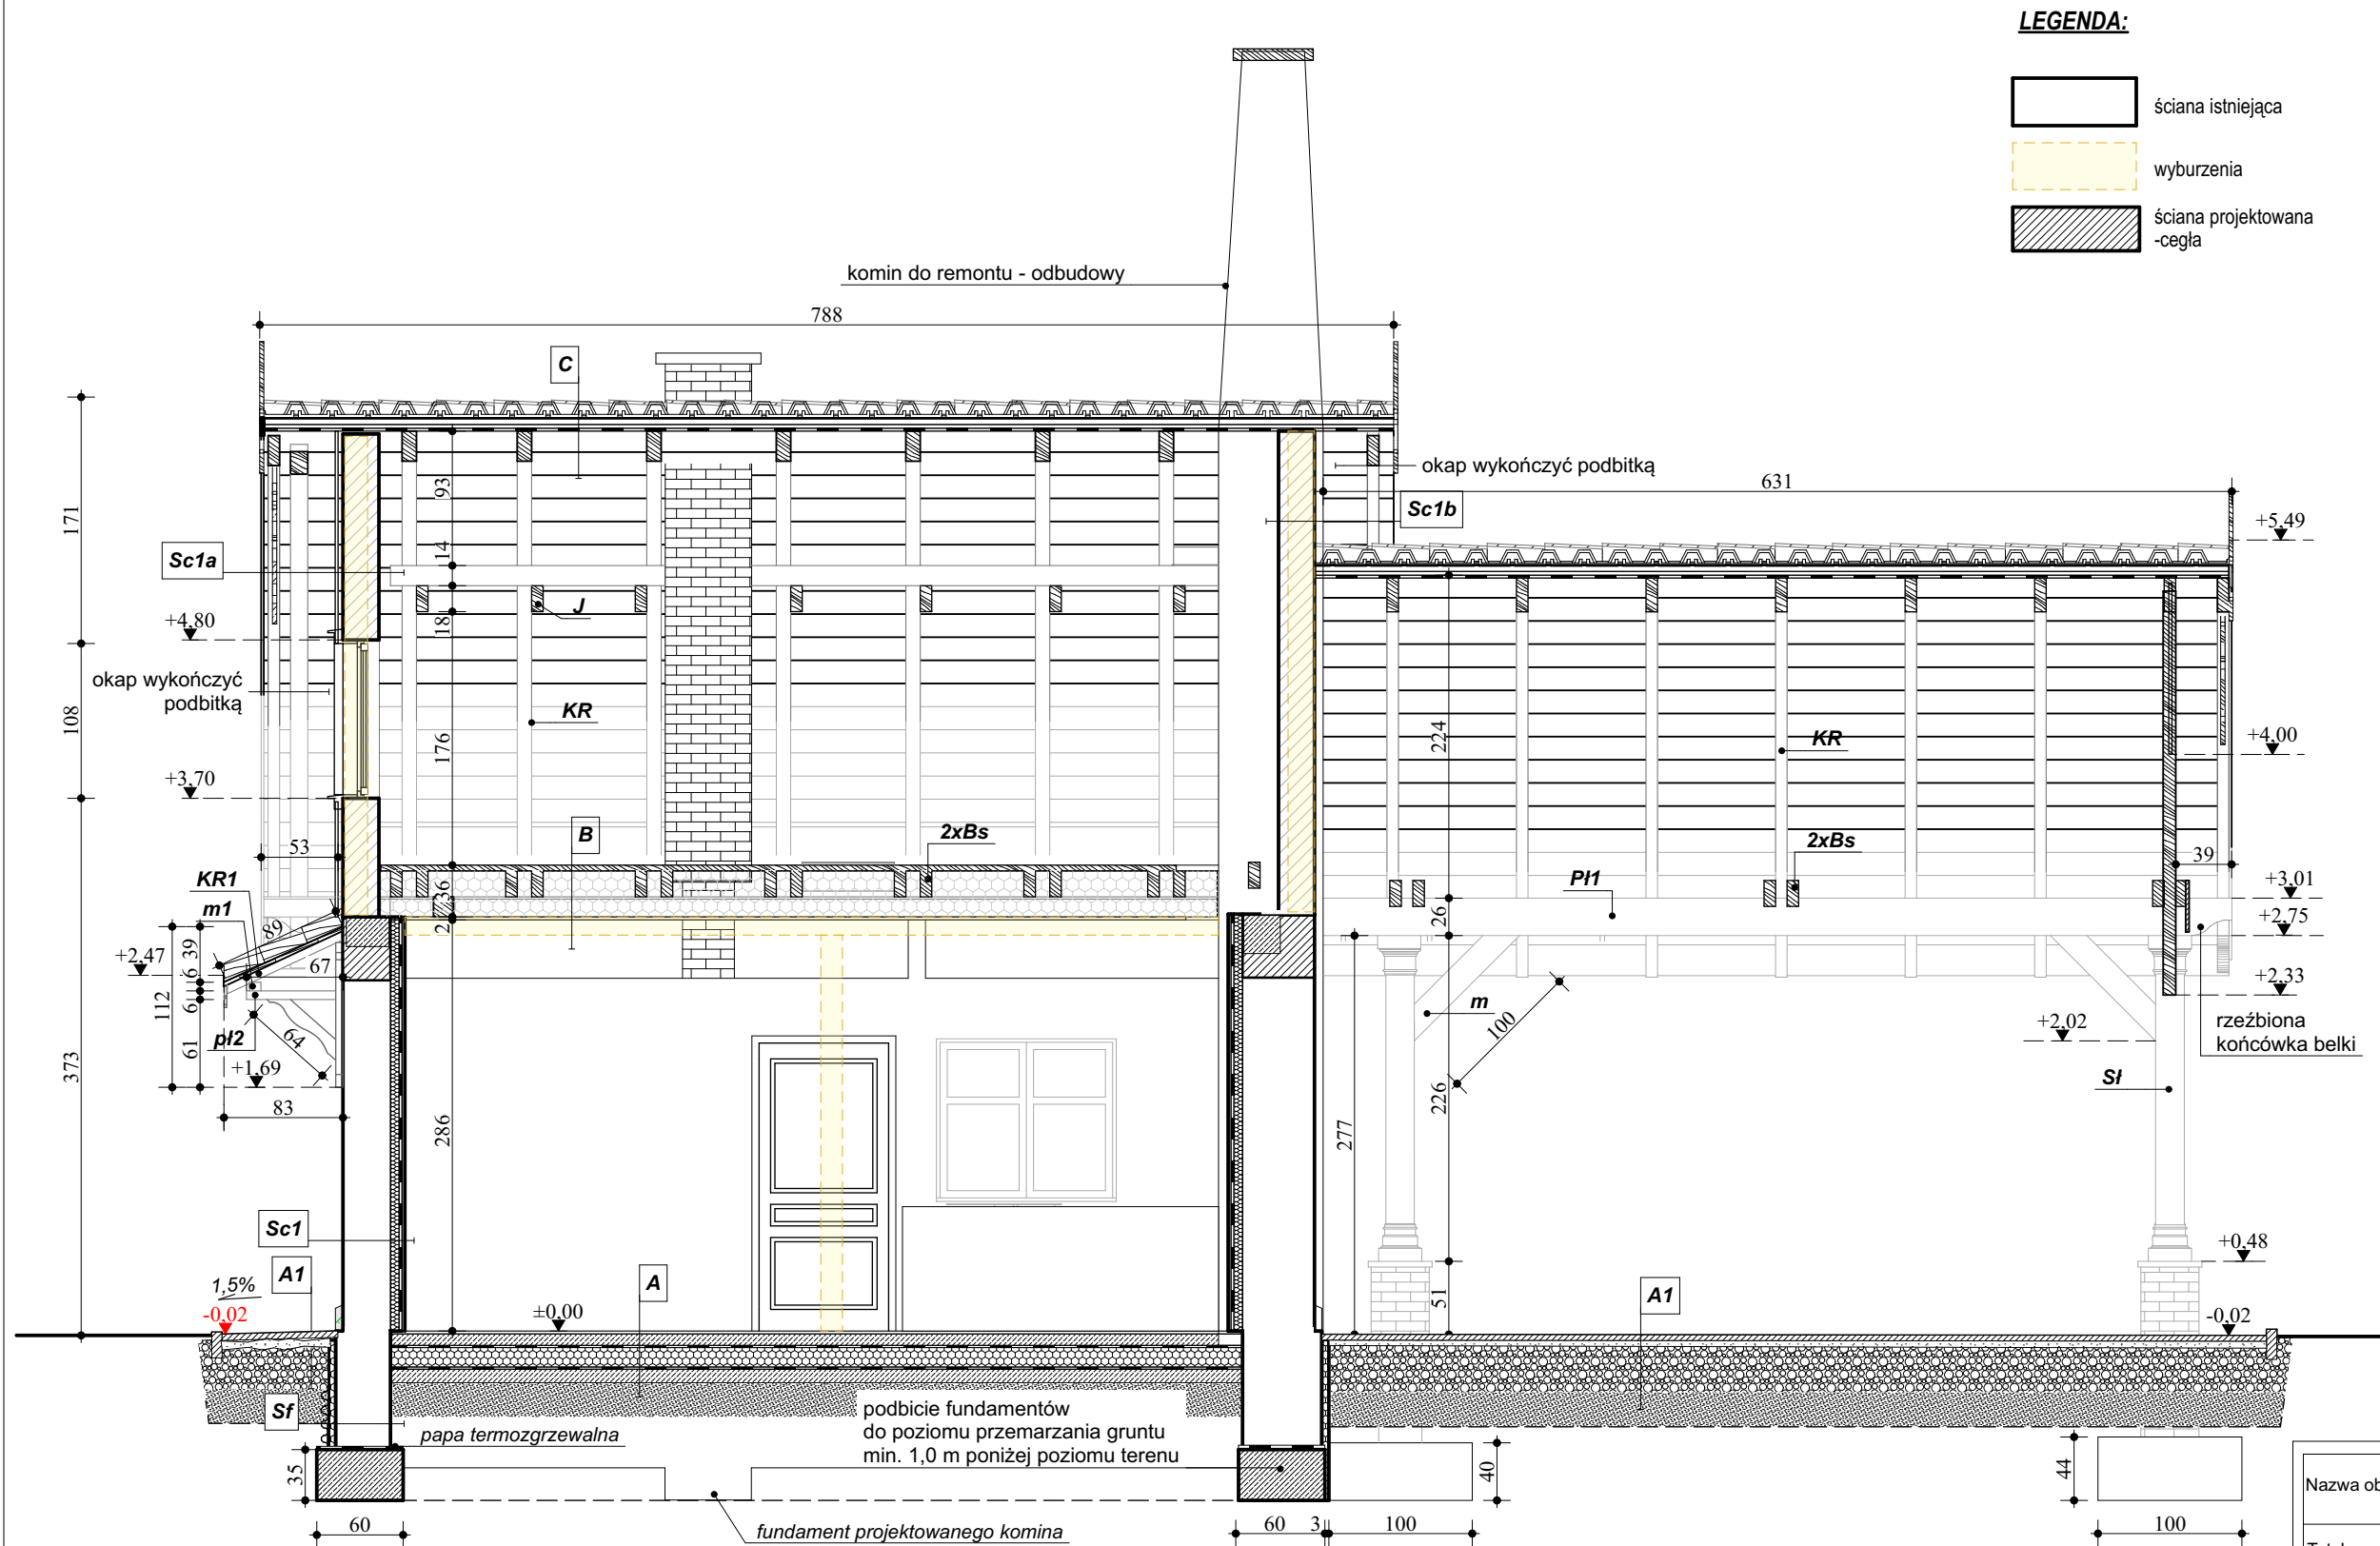 LEGENDA:
ściana istniejąca
wyburzenia
ściana projektowana
-cegła
komin do remontu - odbudowy
788
C
okap wykończyć podbitką
631
Sc1b
+5,49
171
93
14
Sc1a
J
18
+4,80
okap wykończyć
podbitką
108
KR
176
224
KR
+4,00
+3,70
53
B
2xBs
2xBs
39
KR1
Pł1
+3,01
m1
36
26
+2,75
89
39
+2,47
67
6
6
112
+2,33
m
100
+2,02
rzeźbiona
końcówka belki
pł2
64
61
+1,69
373
83
286
226
277
Sł
Sc1
+0,48
A1
1,5%
A
A1
51
-0,02
±0,00
-0,02
Sf
papa termozgrzewalna
podbicie fundamentów
do poziomu przemarzania gruntu
min. 1,0 m poniżej poziomu terenu
35
40
44
Nazwa ob
60
fundament projektowanego komina
60
3
100
100